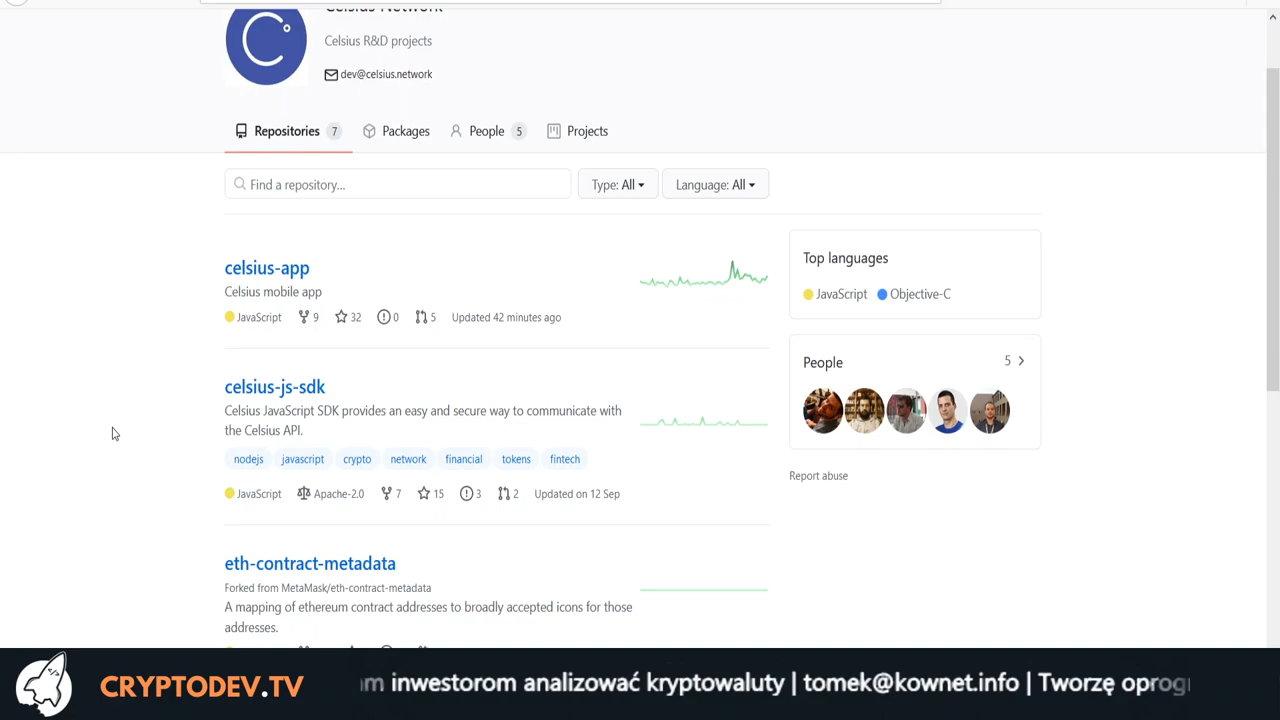 Celsius Network
Celsius R&D projects
dev@celsius.network
Repositories 7 Packages People 5 Projects
Find a repository...
Type: All
Language: All
celsius-app
Celsius mobile app
JavaScript 9 32 0 5 Updated 42 minutes ago
celsius-js-sdk
Celsius JavaScript SDK provides an easy and secure way to communicate with
the Celsius API.
nodejs javascript crypto network financial tokens fintech
JavaScript Apache-2.0 7 15 3 2 Updated on 12 Sep
eth-contract-metadata
Forked from MetaMask/eth-contract-metadata
A mapping of ethereum contract addresses to broadly accepted icons for those
addresses.
Top languages
JavaScript Objective-C
People 5
Report abuse
CRYPTODEV.TV
am inwestorom analizować kryptowaluty | tomek@kownet.info | Tworzę oprog